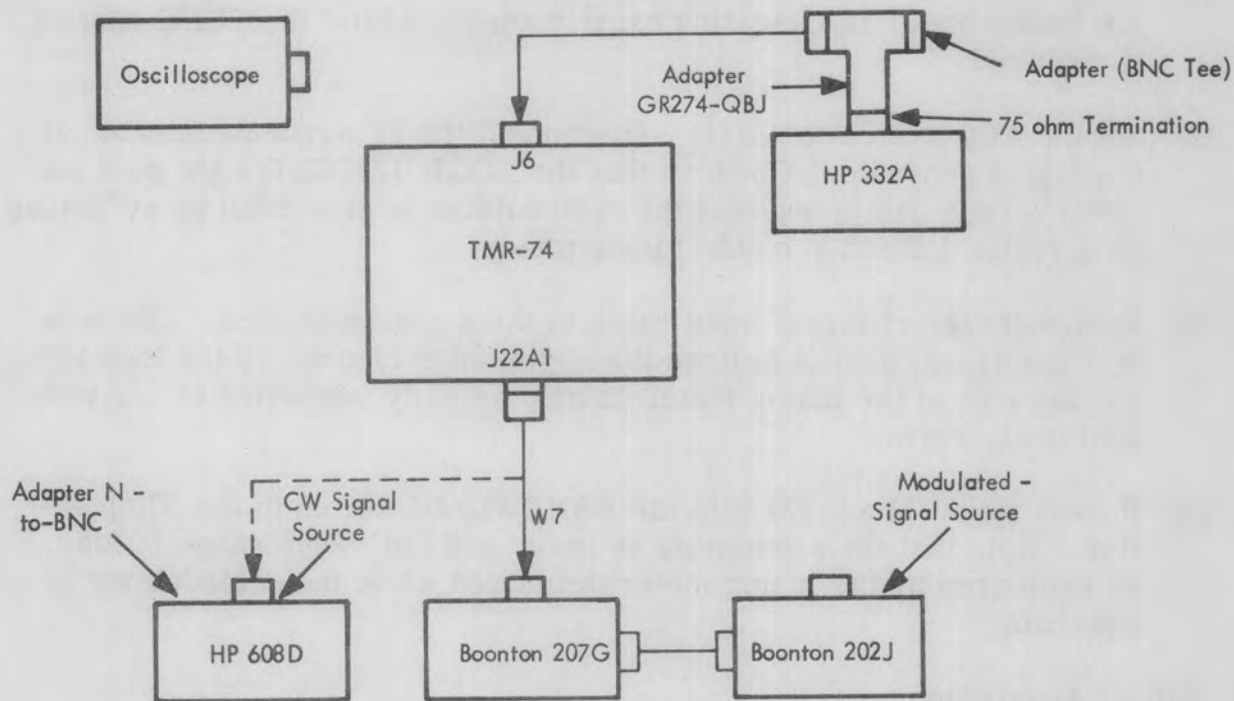 Oscilloscope
Adapter
GR274-QBJ
Adapter (BNC Tee)
75 ohm Termination
HP 332A
J6
TMR-74
J22A1
Adapter N -
to-BNC
CW Signal
Source
W7
Modulated -
Signal Source
HP 608D
Boonton 207G
Boonton 202J